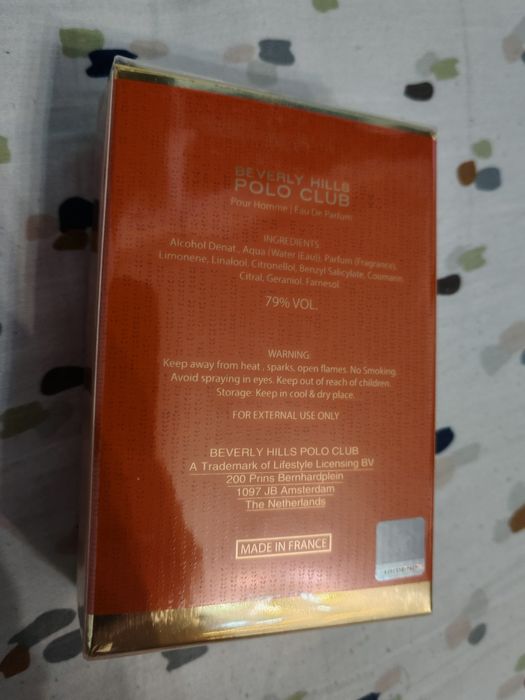 BEVERLY HILLS
POLO CLUB
Pour Homme | Eau De Parfum
INGREDIENTS:
Alcohol Denat., Aqua (Water (Eau), Parfum (Fragrance),
Limonene, Linalool, Citronellol, Benzyl Salicylate, Coumarin
Citral, Geraniol, Farnesol
79% VOL.
WARNING:
Keep away from heat , sparks, open flames. No Smoking.
Avoid spraying in eyes. Keep out of reach of children.
Storage: Keep in cool & dry place.
FOR EXTERNAL USE ONLY
BEVERLY HILLS POLO CLUB
A Trademark of Lifestyle Licensing BV
200 Prins Bernhardplein
1097 JB Amsterdam
The Netherlands
MADE IN FRANCE